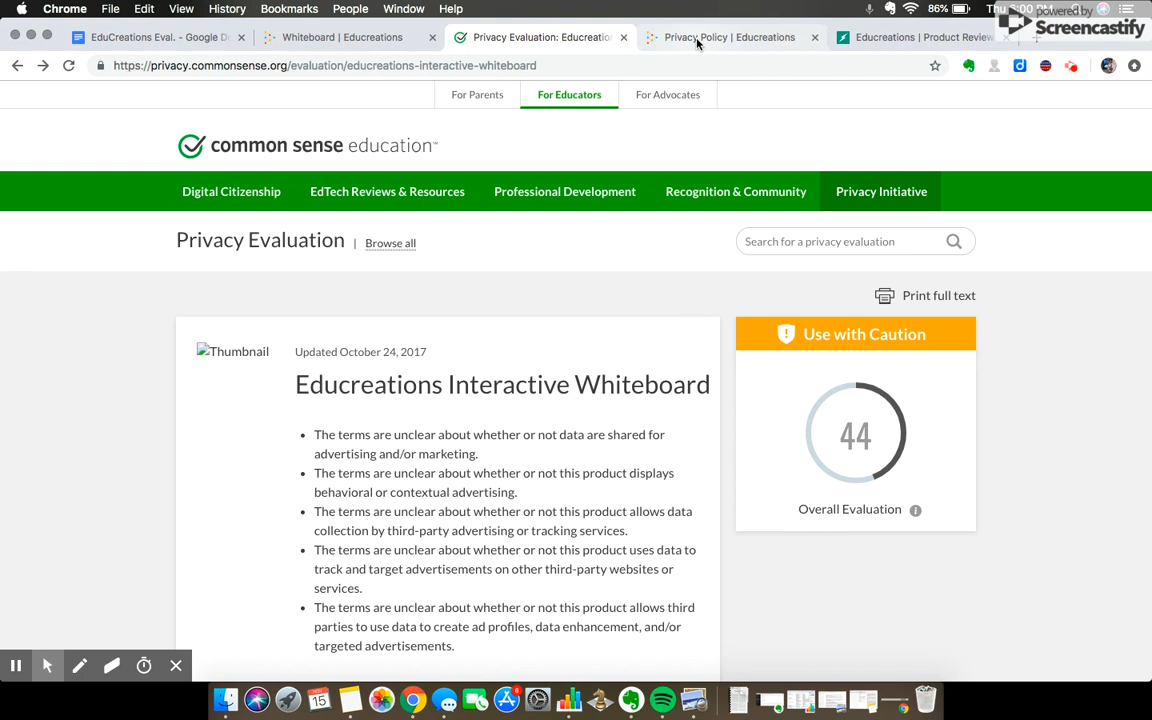 Chrome File Edit View History Bookmarks People Window Help 86% Thu 3:00 PM
powered by
Screencastify
EduCreations Eval. - Google D Whiteboard | Educreations Privacy Evaluation: Educreatio Privacy Policy | Educreations Educreations | Product Review
https://privacy.commonsense.org/evaluation/educreations-interactive-whiteboard
For Parents For Educators For Advocates
common sense education™
Digital Citizenship EdTech Reviews & Resources Professional Development Recognition & Community Privacy Initiative
Privacy Evaluation | Browse all Search for a privacy evaluation
Print full text
Thumbnail Updated October 24, 2017
Educreations Interactive Whiteboard
• The terms are unclear about whether or not data are shared for
advertising and/or marketing.
• The terms are unclear about whether or not this product displays
behavioral or contextual advertising.
• The terms are unclear about whether or not this product allows data
collection by third-party advertising or tracking services.
• The terms are unclear about whether or not this product uses data to
track and target advertisements on other third-party websites or
services.
• The terms are unclear about whether or not this product allows third
parties to use data to create ad profiles, data enhancement, and/or
targeted advertisements.
Use with Caution
44
Overall Evaluation
15